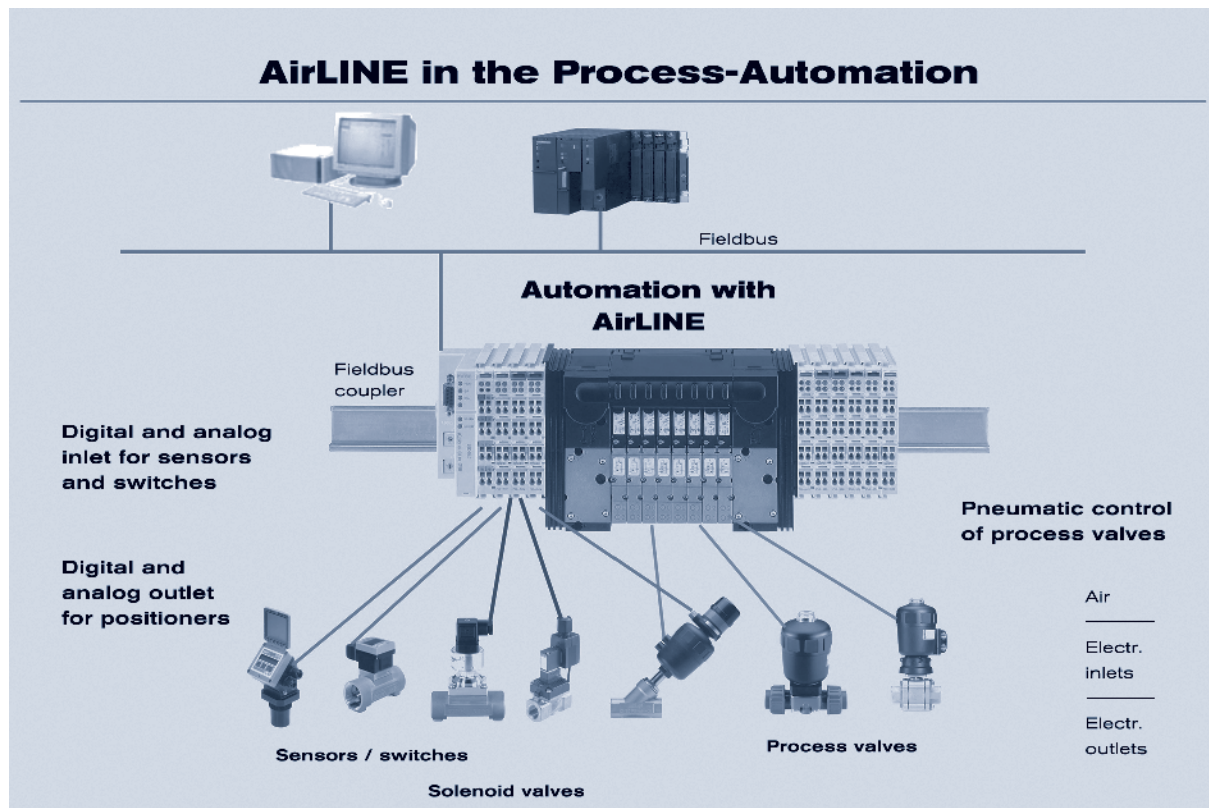 AirLINE in the Process-Automation
Fieldbus
Automation with
AirLINE
Fieldbus
coupler
Digital and analog
inlet for sensors
and switches
Pneumatic control
of process valves
Digital and
analog outlet
for positioners
Air
Electr.
inlets
Electr.
outlets
Sensors / switches
Process valves
Solenoid valves